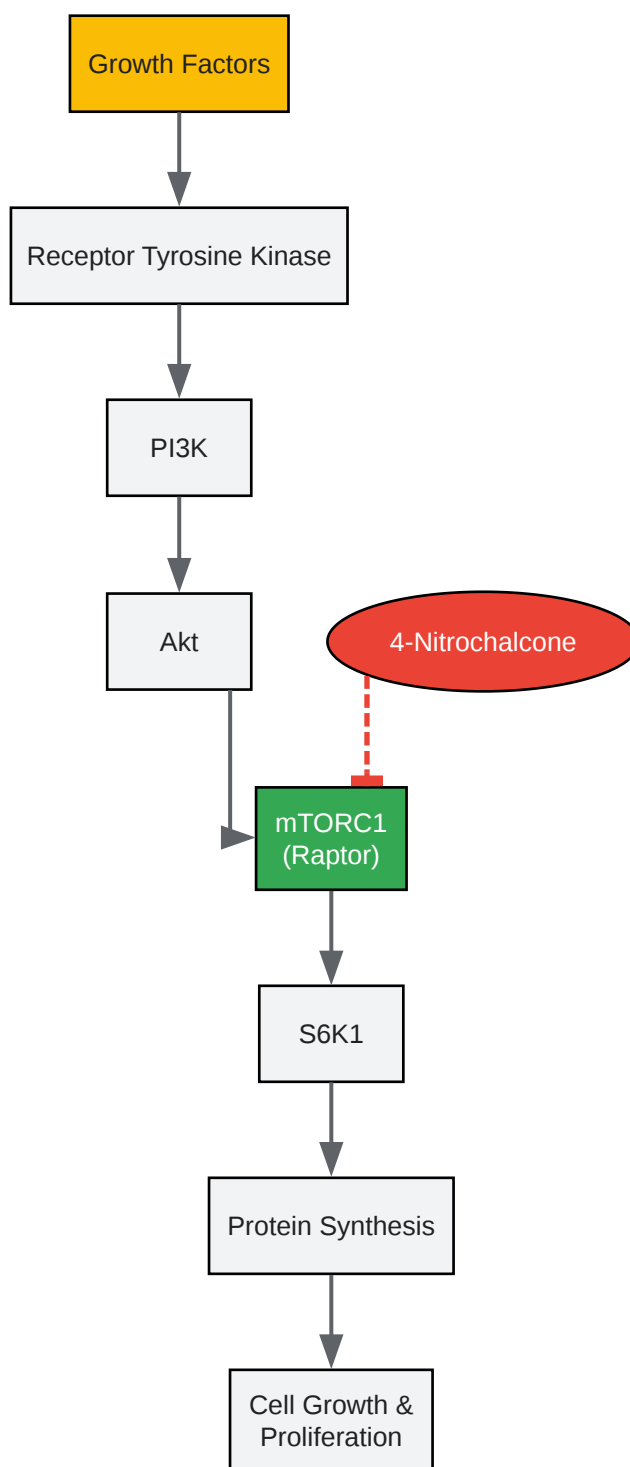 Growth Factors
Receptor Tyrosine Kinase
PI3K
Akt
4-Nitrochalcone
mTORC1
(Raptor)
S6K1
Protein Synthesis
Cell Growth &
Proliferation